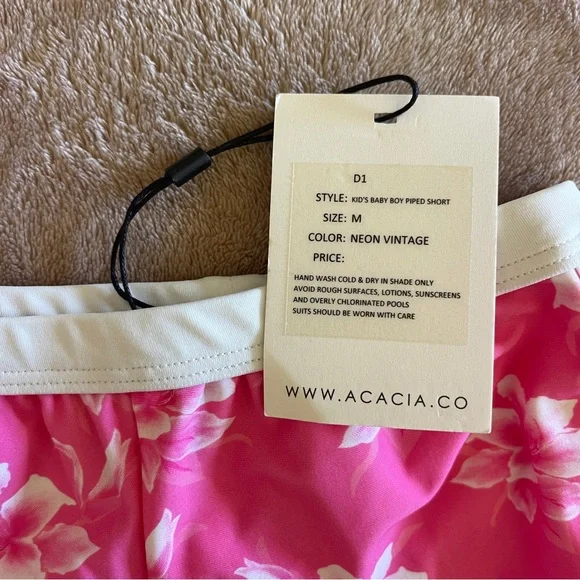 D1
STYLE: KID'S BABY BOY PIPED SHORT
SIZE: M
COLOR: NEON VINTAGE
PRICE:
HAND WASH COLD & DRY IN SHADE ONLY
AVOID ROUGH SURFACES, LOTIONS, SUNSCREENS
AND OVERLY CHLORINATED POOLS
SUITS SHOULD BE WORN WITH CARE
WWW.ACACIA.CO